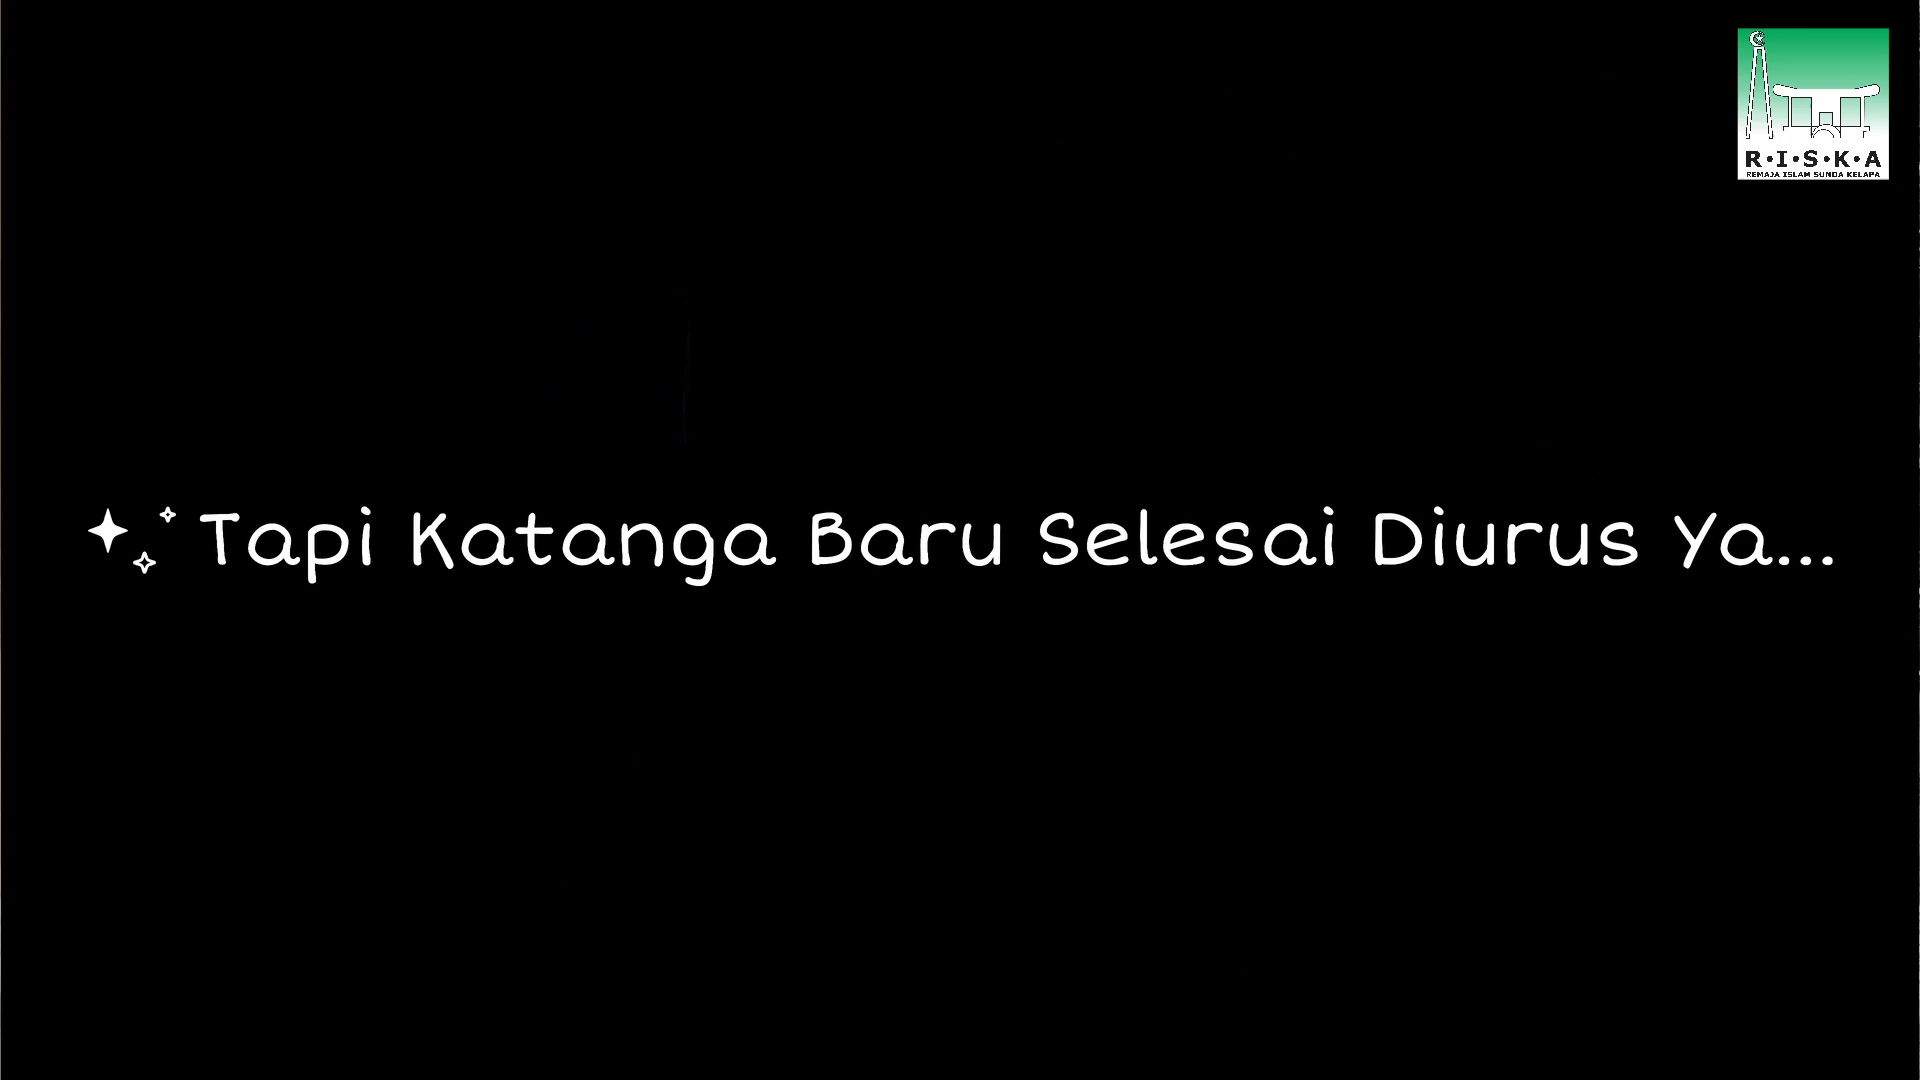 R•I•S•K•A
REMAJA ISLAM SUNDA KELAPA
Tapi Katanga Baru Selesai Diurus Ya...